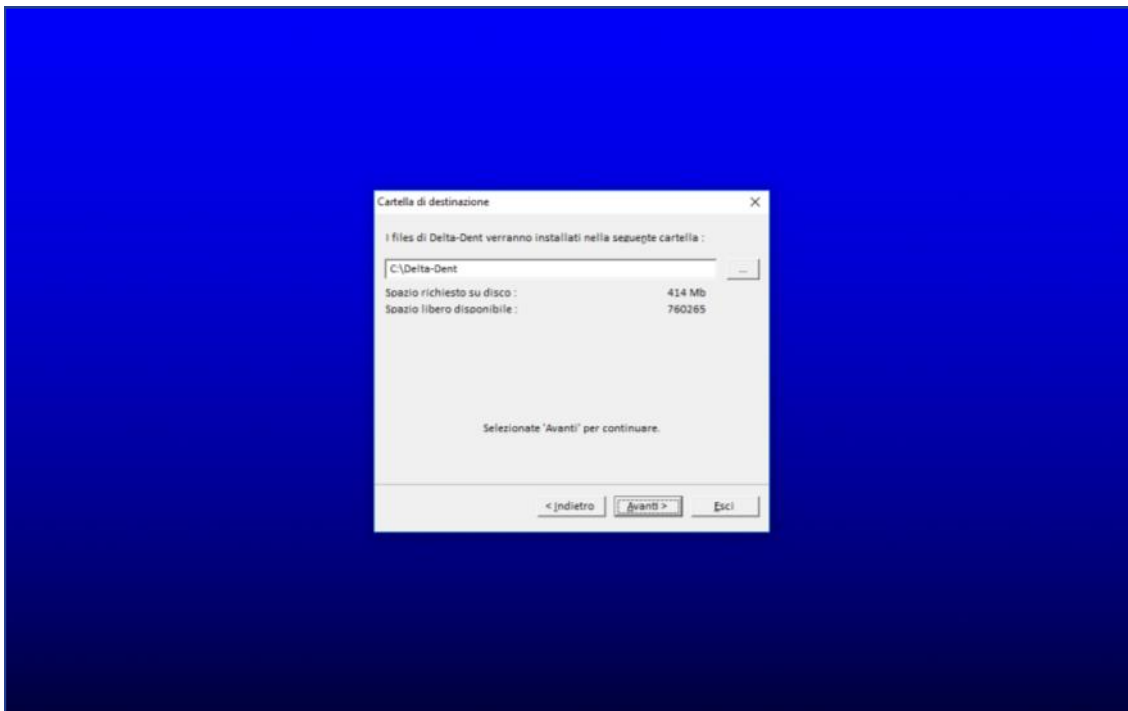 Cartella di destinazione
I files di Delta-Dent verranno installati nella seguente cartella :
C:\Delta-Dent
...
Spazio richiesto su disco : 414 Mb
Spazio libero disponibile : 760265
Selezionate 'Avanti' per continuare.
< Indietro Avanti > Esci